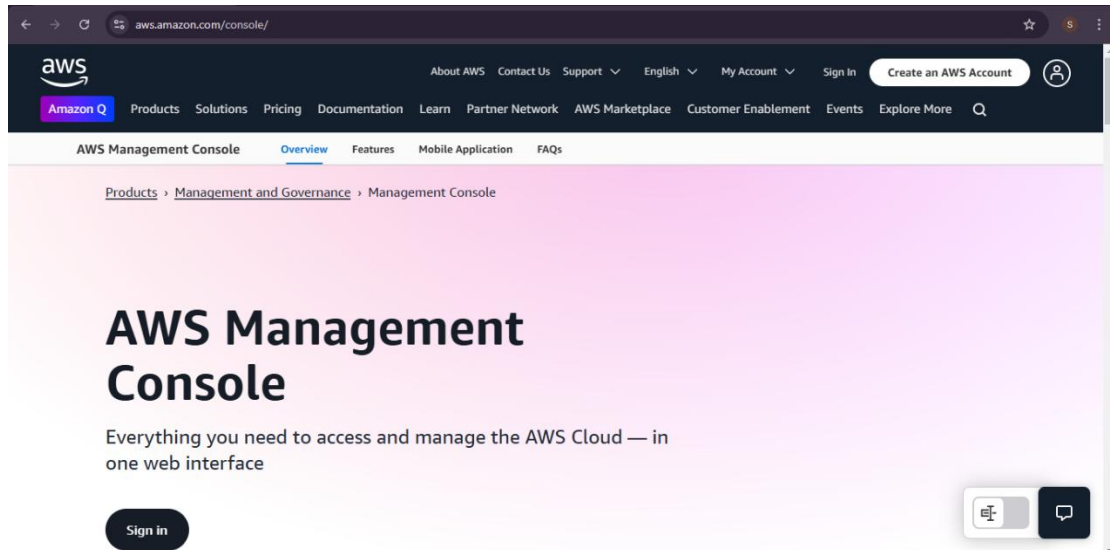 aws.amazon.com/console/
S
aws
About AWS Contact Us Support English My Account Sign In Create an AWS Account
Amazon Q Products Solutions Pricing Documentation Learn Partner Network AWS Marketplace Customer Enablement Events Explore More
AWS Management Console Overview Features Mobile Application FAQs
Products › Management and Governance › Management Console
AWS Management
Console
Everything you need to access and manage the AWS Cloud — in
one web interface
Sign in